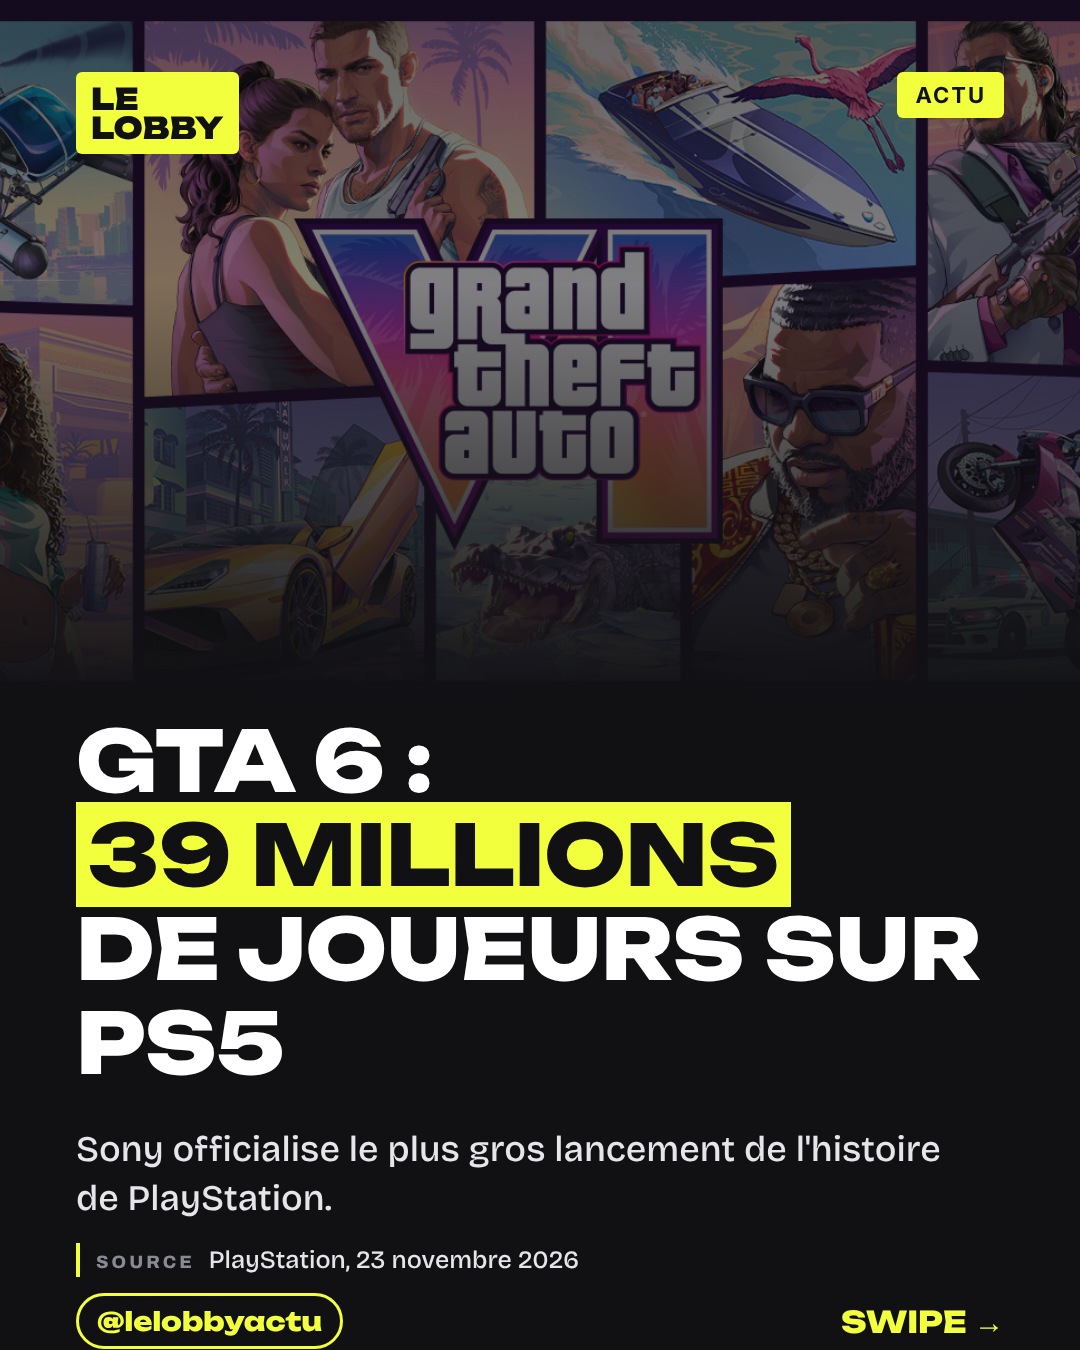 LE
LOBBY
ACTU
VI
grand
theft
auto
GTA 6 :
39 MILLIONS
DE JOUEURS SUR
PS5
Sony officialise le plus gros lancement de l'histoire
de PlayStation.
SOURCE PlayStation, 23 novembre 2026
@lelobbyactu
SWIPE →